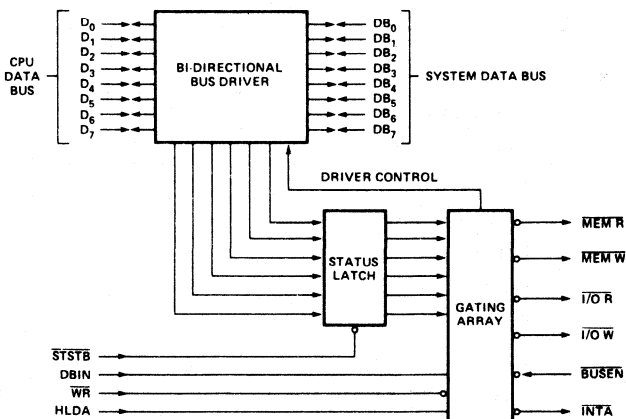 CPU
DATA
BUS
D0
D1
D2
D3
D4
D5
D6
D7
BI-DIRECTIONAL
BUS DRIVER
DB0
DB1
DB2
DB3
DB4
DB5
DB6
DB7
SYSTEM DATA BUS
DRIVER CONTROL
STATUS
LATCH
GATING
ARRAY
MEM R
MEM W
I/O R
I/O W
BUSEN
INTA
STSTB
DBIN
WR
HLDA